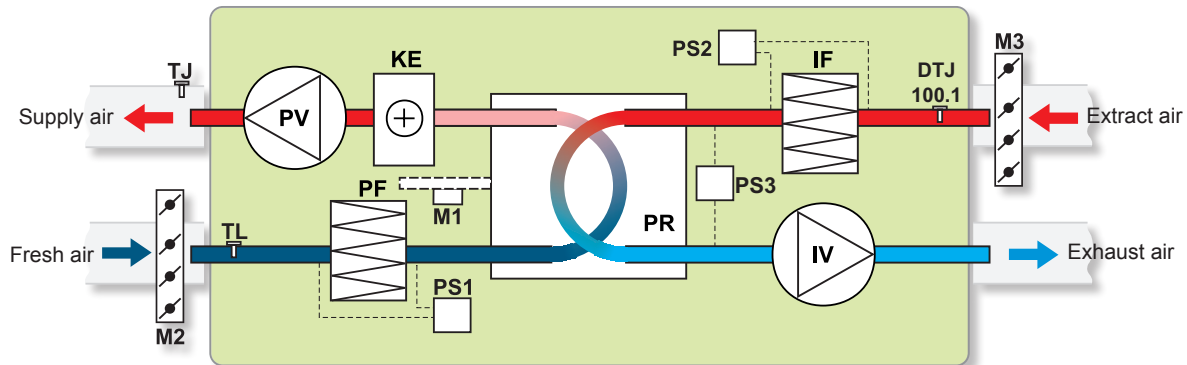 KE
PS2
IF
M3
TJ
DTJ
100.1
Supply air
PV
Extract air
PF
M1
PS3
PR
TL
Fresh air
IV
Exhaust air
PS1
M2